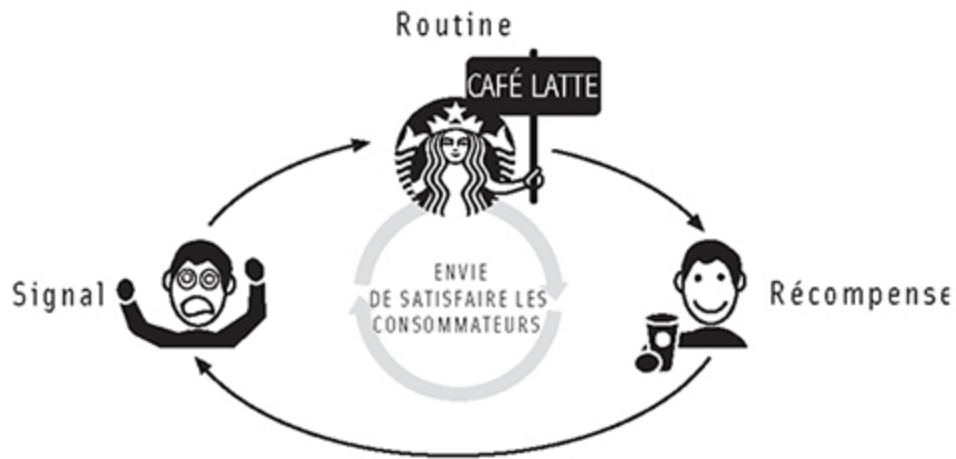 Routine
CAFÉ LATTE
Signal
ENVIE
DE SATISFAIRE LES
CONSOMMATEURS
Récompense